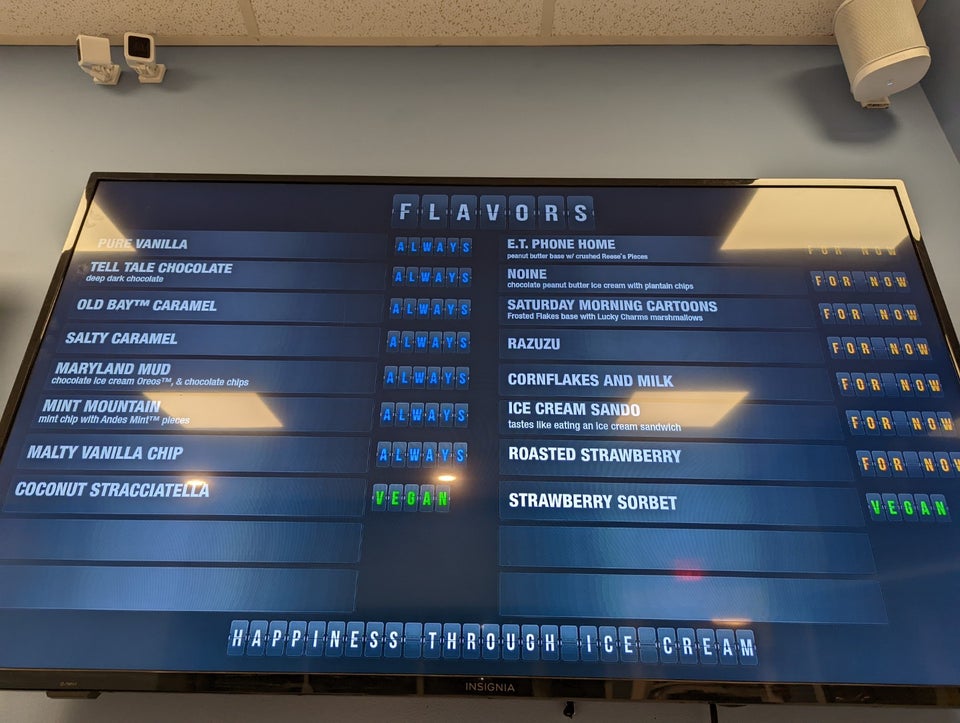 FLAVORS
PURE VANILLA ALWAYS
TELL TALE CHOCOLATE ALWAYS
deep dark chocolate
OLD BAY™ CARAMEL ALWAYS
SALTY CARAMEL ALWAYS
MARYLAND MUD ALWAYS
chocolate ice cream Oreos™, & chocolate chips
MINT MOUNTAIN ALWAYS
mint chip with Andes Mint™ pieces
MALTY VANILLA CHIP ALWAYS
COCONUT STRACCIATELLA VEGAN
E.T. PHONE HOME FOR NOW
peanut butter base w/ crushed Reese's Pieces
NOINE FOR NOW
chocolate peanut butter ice cream with plantain chips
SATURDAY MORNING CARTOONS FOR NOW
Frosted Flakes base with Lucky Charms marshmallows
RAZUZU FOR NOW
CORNFLAKES AND MILK FOR NOW
ICE CREAM SANDO FOR NOW
tastes like eating an ice cream sandwich
ROASTED STRAWBERRY FOR NOW
STRAWBERRY SORBET VEGAN
HAPPINESS THROUGH ICE CREAM
INSIGNIA